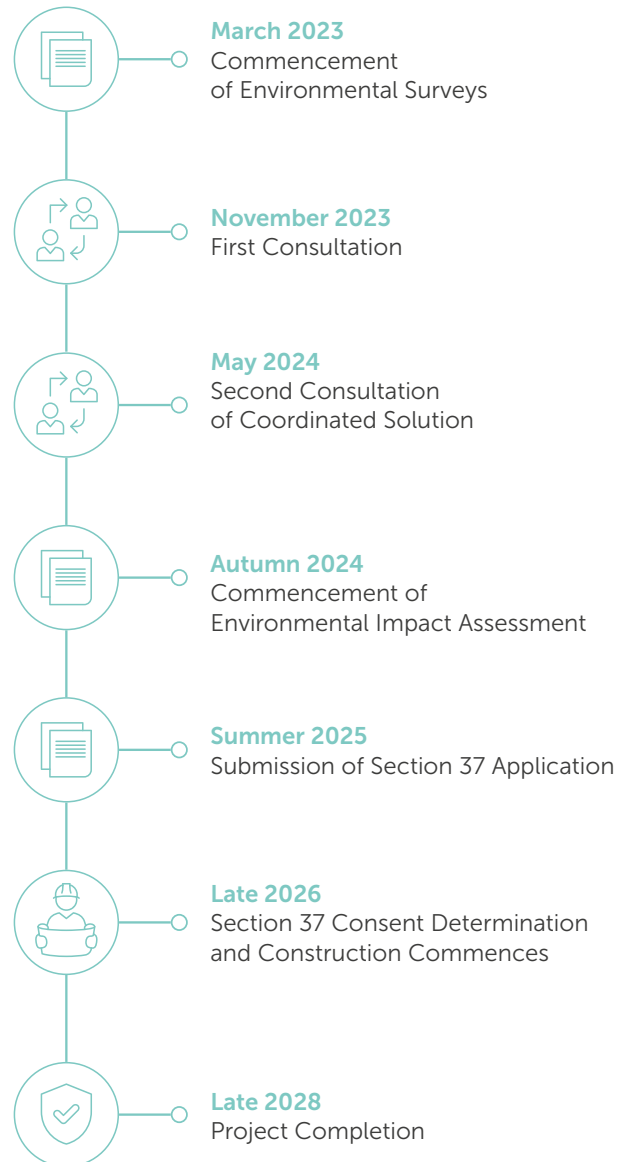 March 2023
Commencement
of Environmental Surveys
November 2023
First Consultation
May 2024
Second Consultation
of Coordinated Solution
Autumn 2024
Commencement of
Environmental Impact Assessment
Summer 2025
Submission of Section 37 Application
Late 2026
Section 37 Consent Determination
and Construction Commences
Late 2028
Project Completion